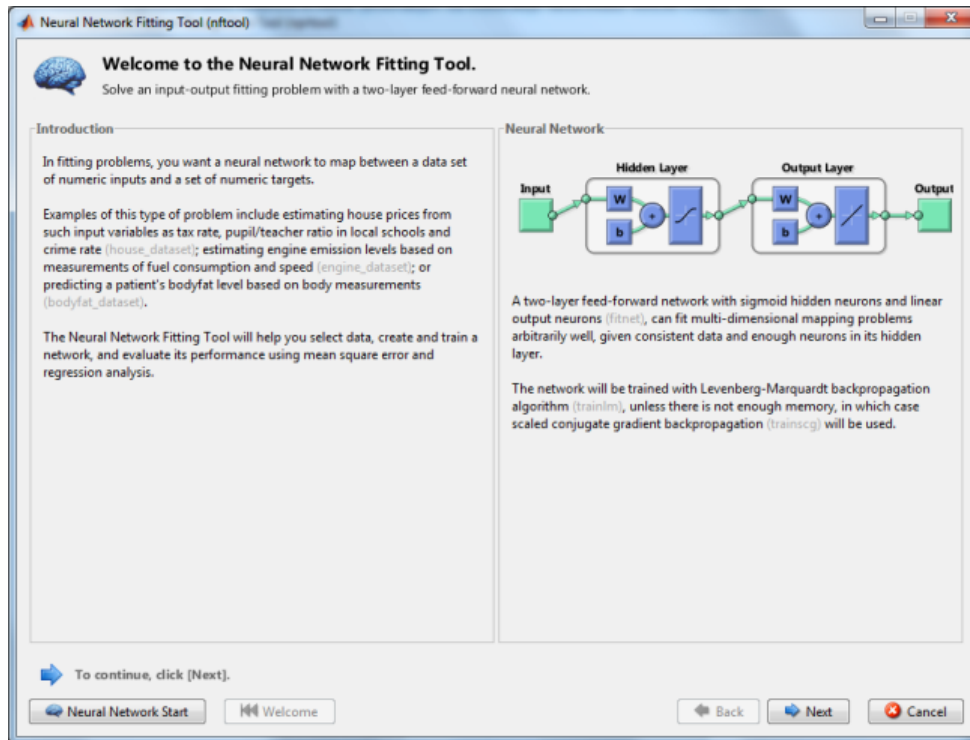 Neural Network Fitting Tool (nftool)
Welcome to the Neural Network Fitting Tool.
Solve an input-output fitting problem with a two-layer feed-forward neural network.
Introduction
In fitting problems, you want a neural network to map between a data set
of numeric inputs and a set of numeric targets.
Examples of this type of problem include estimating house prices from
such input variables as tax rate, pupil/teacher ratio in local schools and
crime rate (house_dataset); estimating engine emission levels based on
measurements of fuel consumption and speed (engine_dataset); or
predicting a patient's bodyfat level based on body measurements
(bodyfat_dataset).
The Neural Network Fitting Tool will help you select data, create and train a
network, and evaluate its performance using mean square error and
regression analysis.
Neural Network
Hidden Layer
Output Layer
Input
Output
W
b
+
W
b
+
A two-layer feed-forward network with sigmoid hidden neurons and linear
output neurons (fitnet), can fit multi-dimensional mapping problems
arbitrarily well, given consistent data and enough neurons in its hidden
layer.
The network will be trained with Levenberg-Marquardt backpropagation
algorithm (trainlm), unless there is not enough memory, in which case
scaled conjugate gradient backpropagation (trainscg) will be used.
To continue, click [Next].
Neural Network Start
Welcome
Back
Next
Cancel